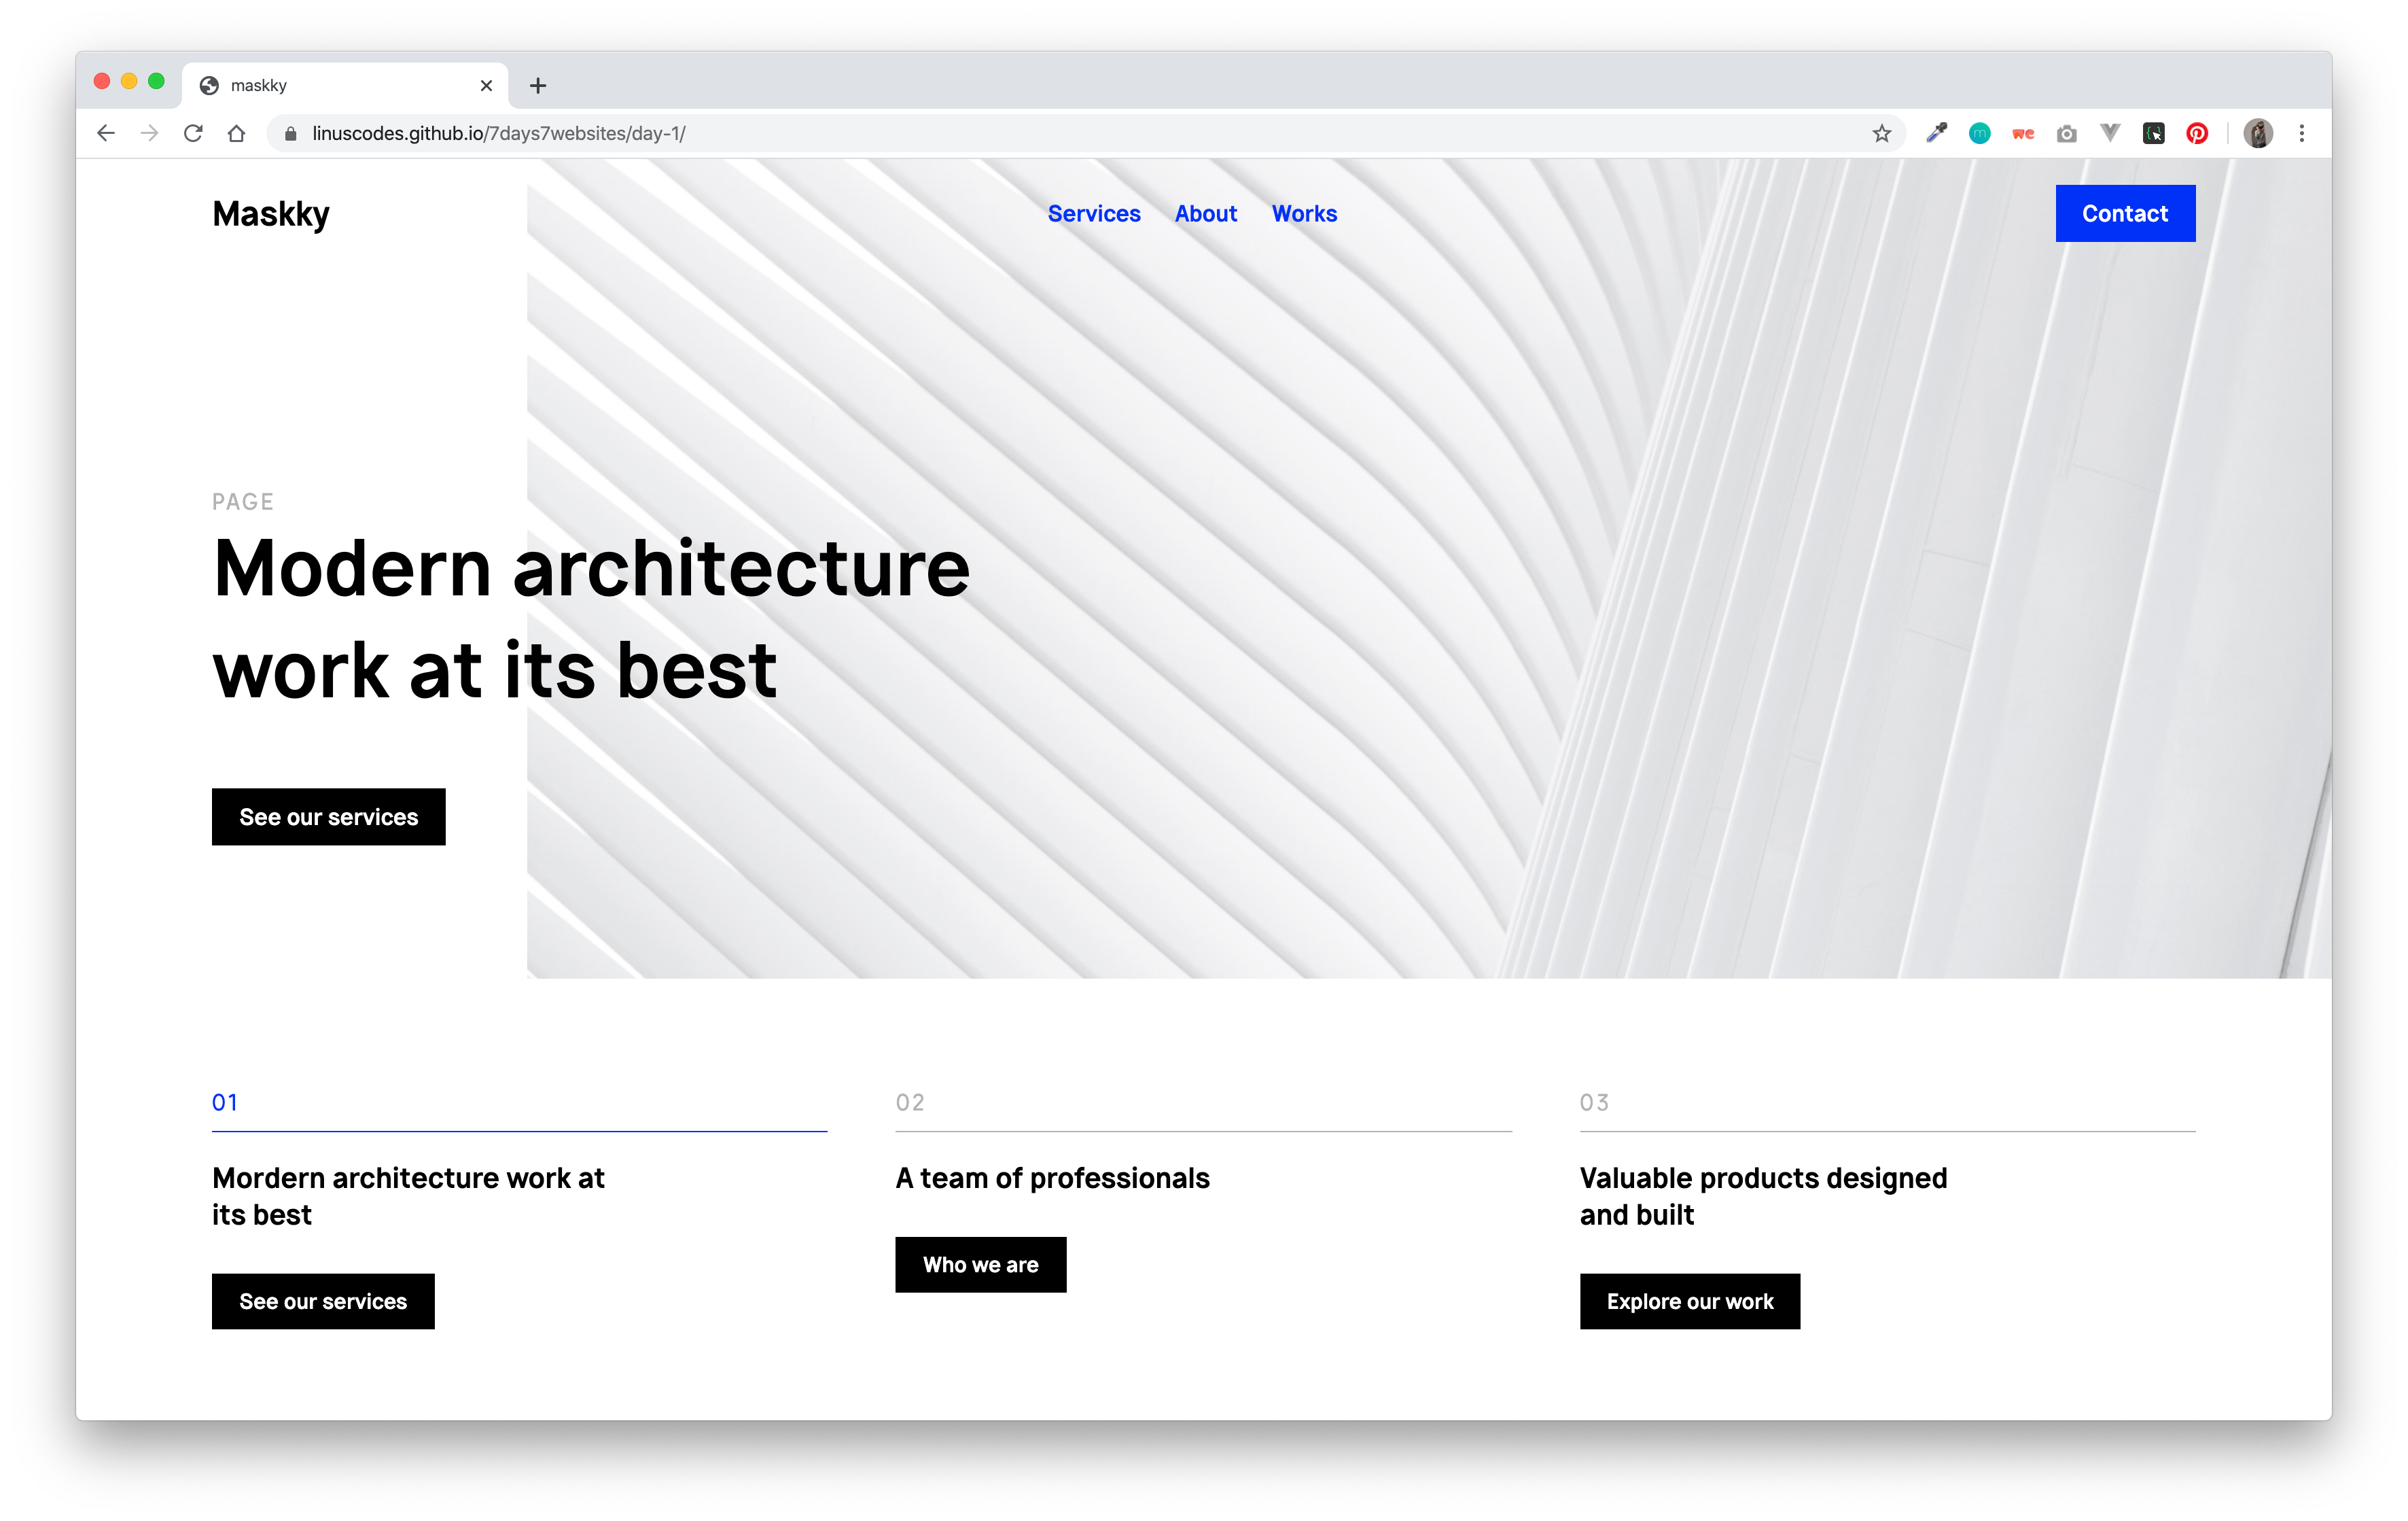 maskky
linuscodes.github.io/7days7websites/day-1/
Maskky
Services About Works
Contact
PAGE
Modern architecture
work at its best
See our services
01
Mordern architecture work at
its best
See our services
02
A team of professionals
Who we are
03
Valuable products designed
and built
Explore our work